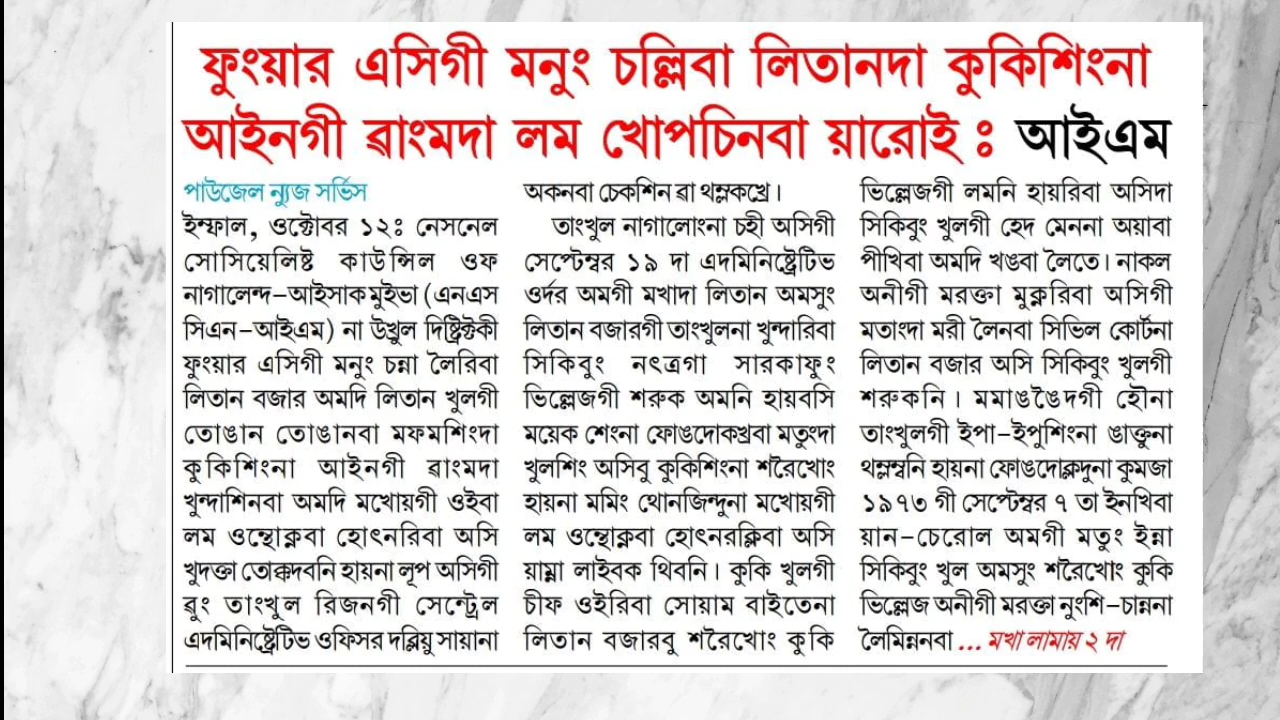 ফুংয়ার এসিগী মনুং চল্লিবা লিতানদা কুকিশিংনা
আইনগী ৱাংমদা লম খোপচিনবা য়ারোই ঃ আইএম
পাউজেল ন্যুজ সর্ভিস
ইম্ফাল, ওক্টোবর ১২ঃ নেসনেল
সোসিয়েলিষ্ট কাউন্সিল ওফ
নাগালেন্দ-আইসাক মুইভা (এনএস
সিএন-আইএম) না উখ্রুল দিষ্ট্রিক্টকী
ফুংয়ার এসিগী মনুং চন্না লৈরিবা
লিতান বজার অমদি লিতান খুলগী
তোঙান তোঙানবা মফমশিংদা
কুকিশিংনা আইনগী ৱাংমদা
খুন্দাশিনবা অমদি মখোয়গী ওইবা
লম ওন্থোক্নবা হোৎনরিবা অসি
খুদক্তা তোক্কদবনি হায়না লূপ অসিগী
ৱুং তাংখুল রিজনগী সেন্ট্রেল
এদমিনিষ্ট্রেটিভ ওফিসর দব্লিয়ু সায়ানা
অকনবা চেকশিন ৱা থম্লকখ্রে।
তাংখুল নাগালোংনা চহী অসিগী
সেপ্টেম্বর ১৯ দা এদমিনিষ্ট্রেটিভ
ওর্দর অমগী মখাদা লিতান অমসুং
লিতান বজারগী তাংখুলনা খুন্দারিবা
সিকিবুং নৎত্রগা সারকাফুং
ভিল্লেজগী শরুক অমনি হায়বসি
ময়েক শেংনা ফোঙদোকখ্রবা মতুংদা
খুলশিং অসিবু কুকিশিংনা শরৈখোং
হায়না মমিং থোনজিন্দুনা মখোয়গী
লম ওন্থোক্নবা হোৎনরক্লিবা অসি
য়াম্না লাইবক থিবনি। কুকি খুলগী
চীফ ওইরিবা সোয়াম বাইতেনা
লিতান বজারবু শরৈখোং কুকি
ভিল্লেজগী লমনি হায়রিবা অসিদা
সিকিবুং খুলগী হেদ মেননা অয়াবা
পীখিবা অমদি খঙবা লৈতে। নাকল
অনীগী মরক্তা মুক্নরিবা অসিগী
মতাংদা মরী লৈনবা সিভিল কোর্টনা
লিতান বজার অসি সিকিবুং খুলগী
শরুকনি। মমাঙঙৈদগী হৌনা
তাংখুলগী ইপা-ইপুশিংনা ঙাক্তুনা
থম্লম্বনি হায়না ফোঙদোক্লদুনা কুমজা
১৯৭৩ গী সেপ্টেম্বর ৭ তা ইনখিবা
য়ান-চেরোল অমগী মতুং ইন্না
সিকিবুং খুল অমসুং শরৈখোং কুকি
ভিল্লেজ অনীগী মরক্তা নুংশি-চান্ননা
লৈমিন্ননবা ... মখা লামায় ২ দা